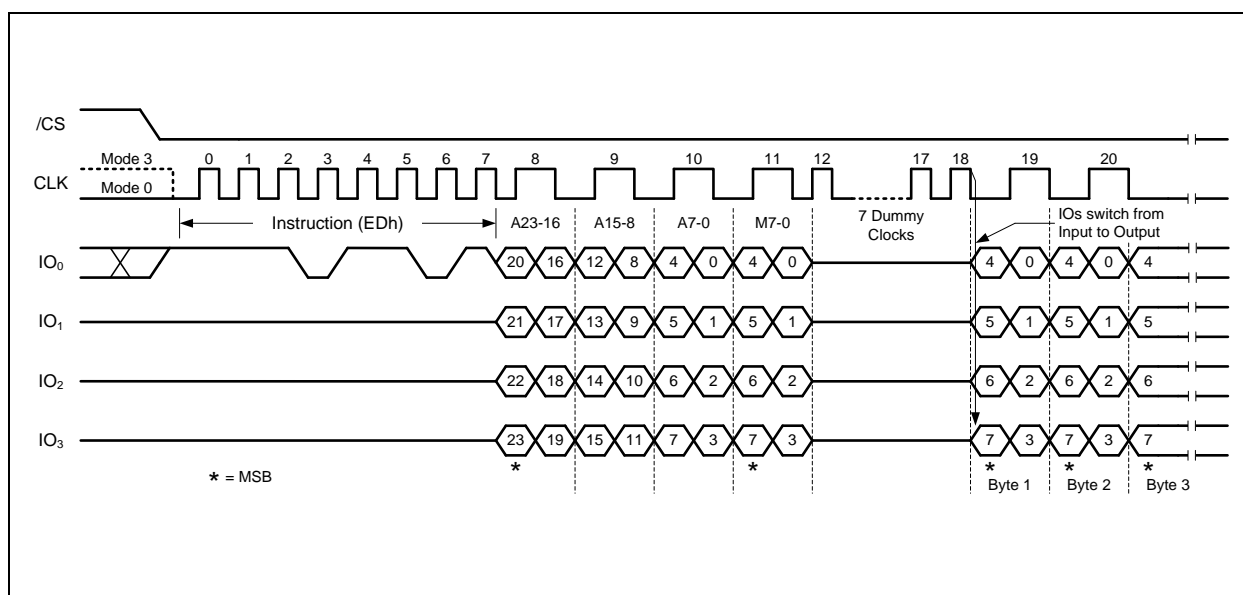 /CS
Mode 3 0 1 2 3 4 5 6 7 8 9 10 11 12 17 18 19 20
CLK Mode 0
Instruction (EDh) A23-16 A15-8 A7-0 M7-0 7 Dummy Clocks IOs switch from Input to Output
IO₀ 20 16 12 8 4 0 4 0 4 0 4 0 4
IO₁ 21 17 13 9 5 1 5 1 5 1 5 1 5
IO₂ 22 18 14 10 6 2 6 2 6 2 6 2 6
IO₃ 23 19 15 11 7 3 7 3 7 3 7 3 7
* * * * *
* = MSB
Byte 1 Byte 2 Byte 3